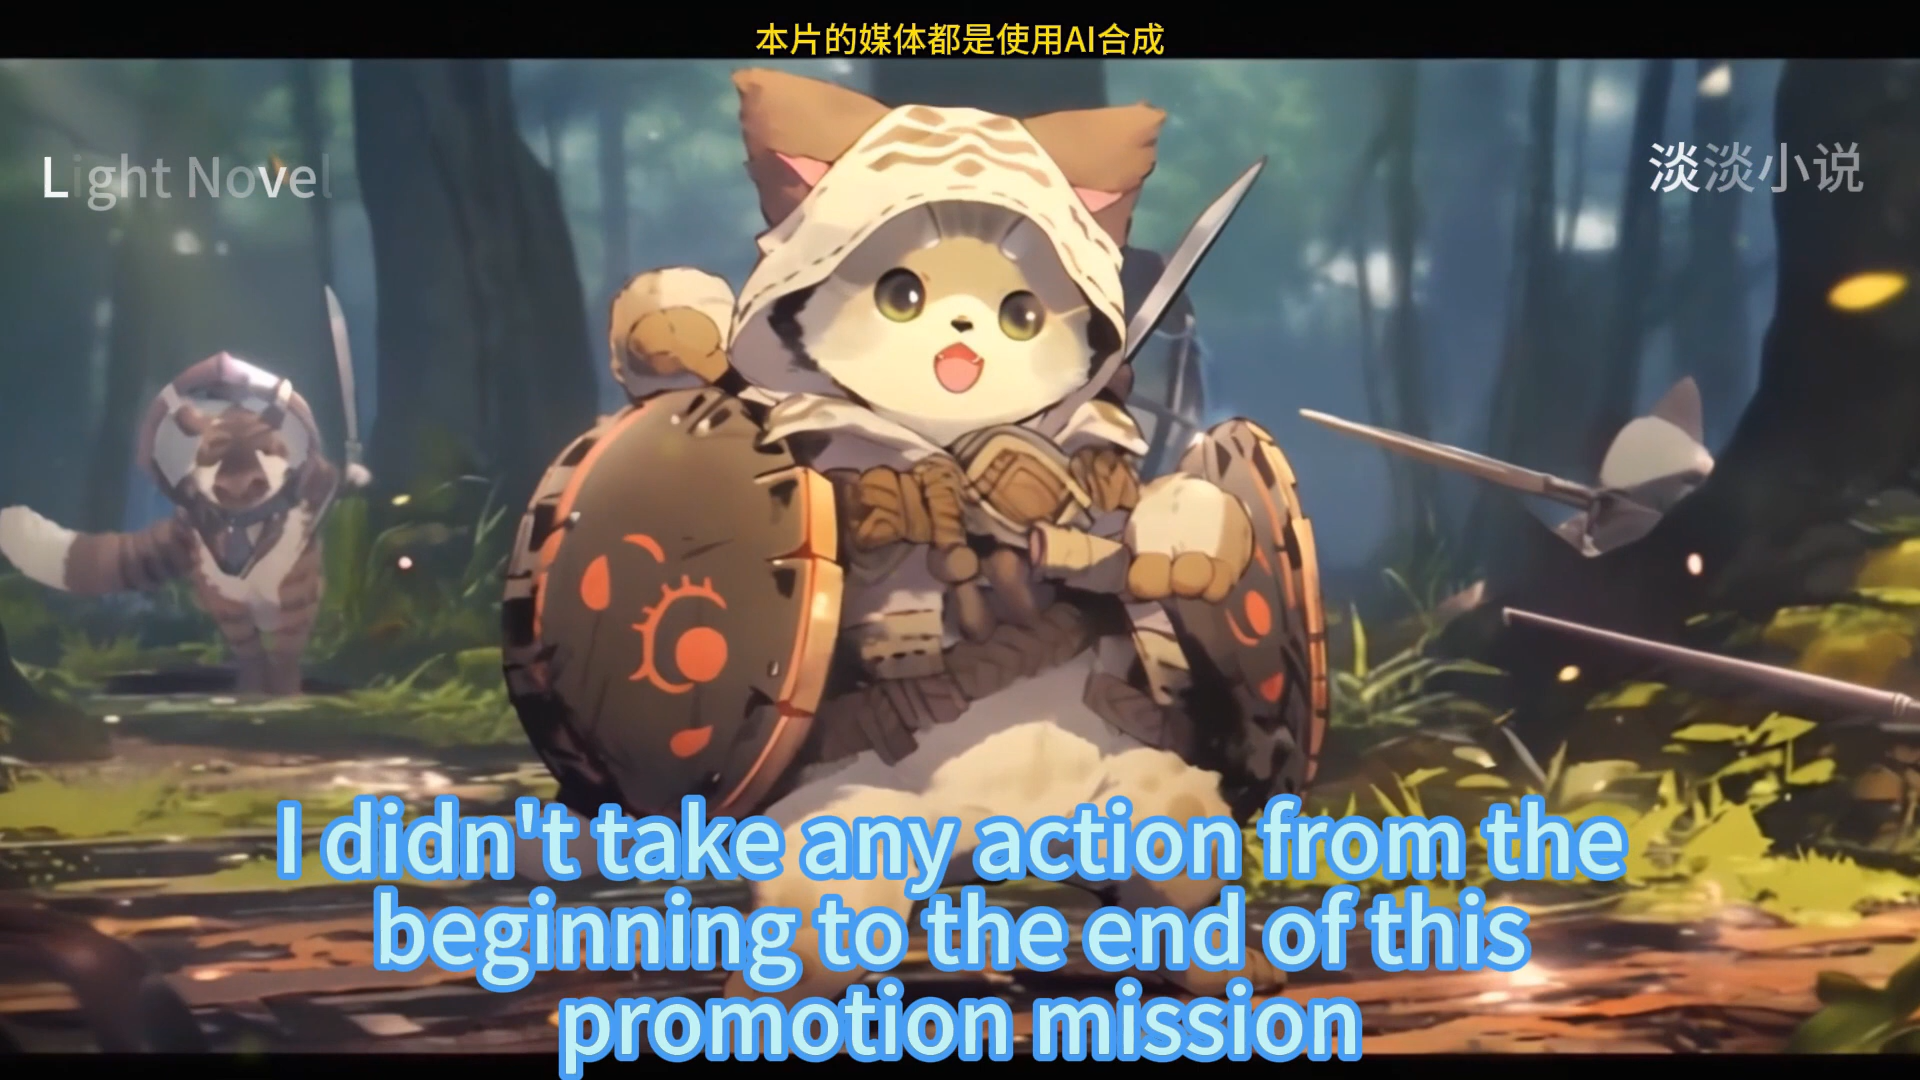 本片的媒体都是使用AI合成
Light Novel
淡淡小说
I didn't take any action from the
beginning to the end of this
promotion mission